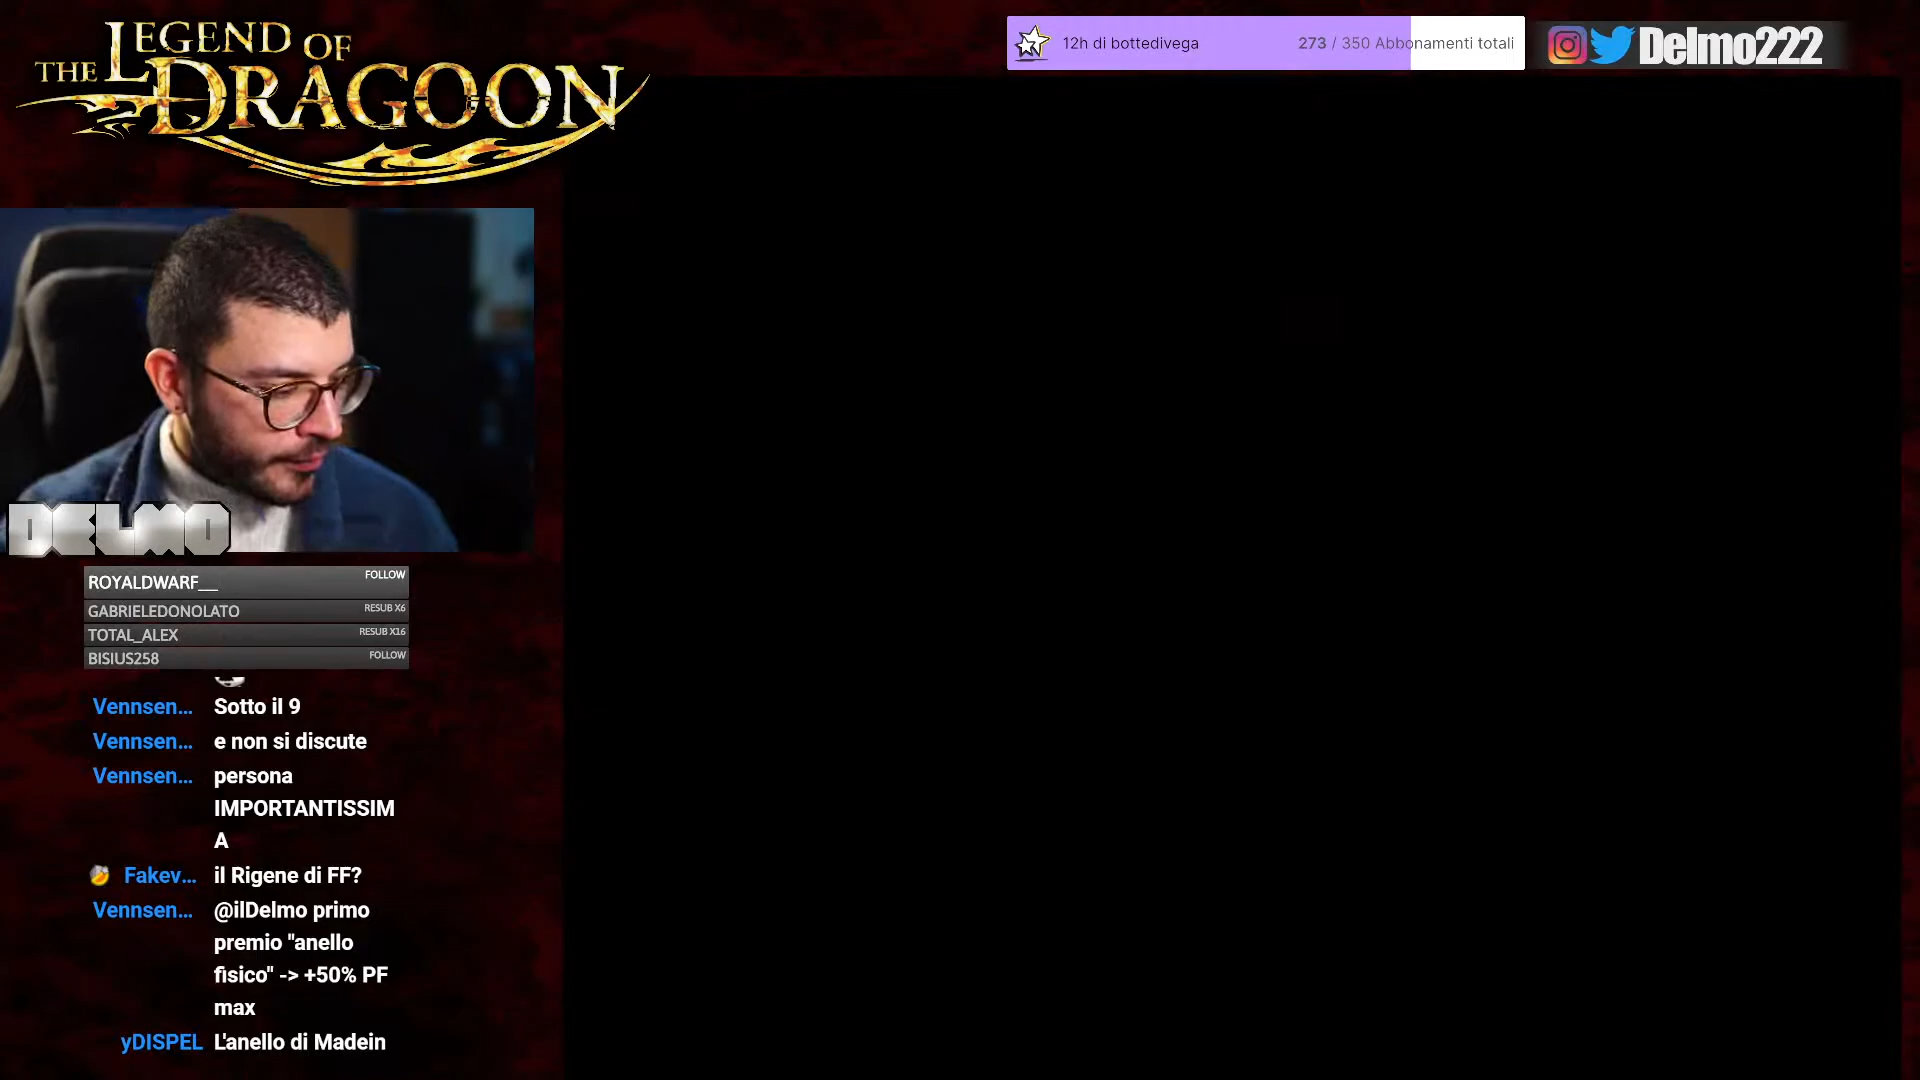 THE LEGEND OF
DRAGOON
12h di bottedivega 273 / 350 Abbonamenti totali
Delmo222
DELMO
ROYALDWARF__ FOLLOW
GABRIELEDONOLATO RESUB X6
TOTAL_ALEX RESUB X16
BISIUS258 FOLLOW
Vennsen... Sotto il 9
Vennsen... e non si discute
Vennsen... persona
IMPORTANTISSIM
A
Fakev... il Rigene di FF?
Vennsen... @ilDelmo primo
premio "anello
fisico" -> +50% PF
max
yDISPEL L'anello di Madein